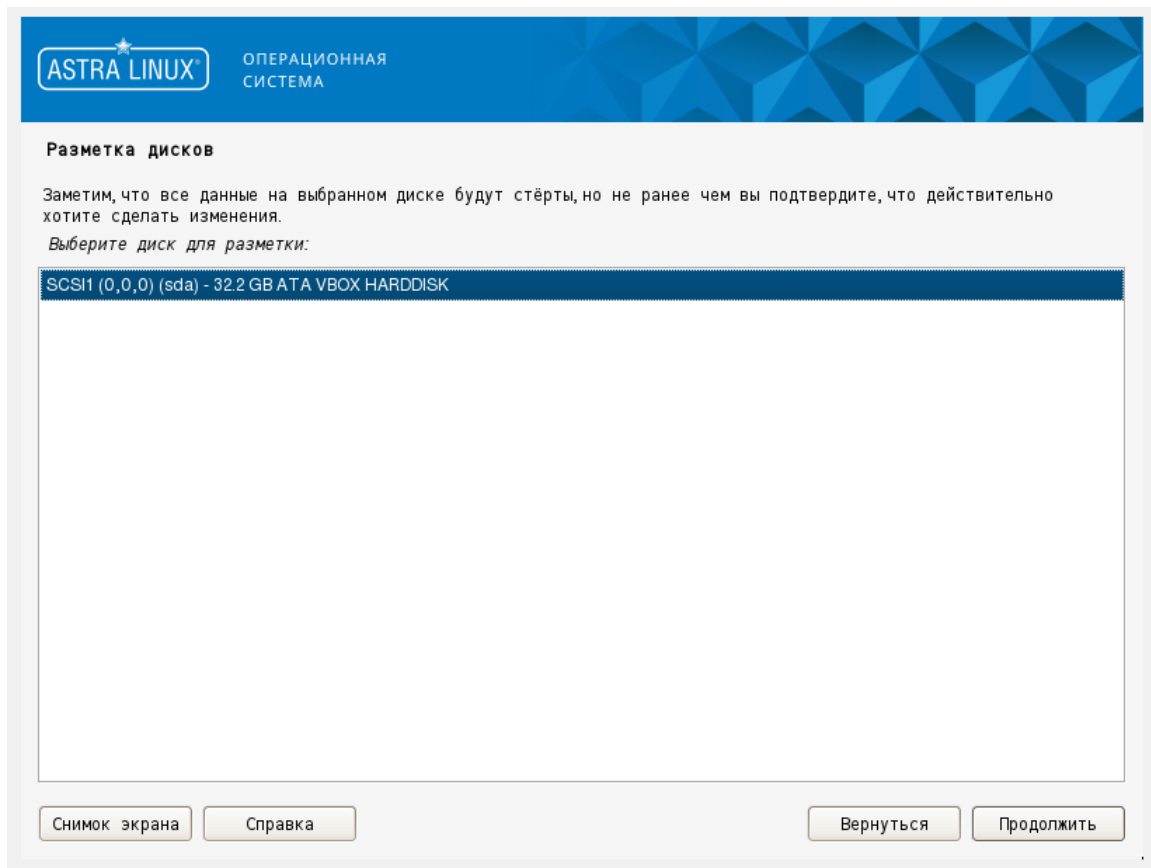 ASTRA LINUX®
ОПЕРАЦИОННАЯ
СИСТЕМА
Разметка дисков
Заметим, что все данные на выбранном диске будут стёрты, но не ранее чем вы подтвердите, что действительно
хотите сделать изменения.
Выберите диск для разметки:
SCSI1 (0,0,0) (sda) - 32.2 GB ATA VBOX HARDDISK
Снимок экрана
Справка
Вернуться
Продолжить